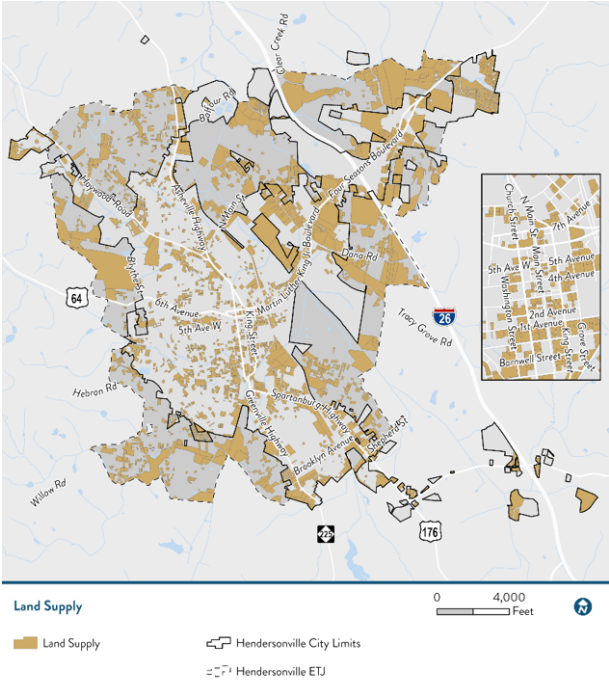 Clear Creek Rd
Balfour Rd
Four Seasons Boulevard
Haywood Road
Asheville Highway
N Main St
Martin Luther King Jr Boulevard
Dana Rd
Blythe St
64
6th Avenue
5th Ave W
King Street
26
Tracy Grove Rd
Hebron Rd
Greenville Highway
Spartanburg Highway
Brooklyn Avenue
Shepherd St
Willow Rd
225
176
Church Street
N Main St
Main Street
7th Avenue
5th Ave W
5th Avenue
4th Avenue
Washington Street
2nd Avenue
1st Avenue
King Street
Grove Street
Barnwell Street
Land Supply
0 4,000
Feet
N
Land Supply
Hendersonville City Limits
Hendersonville ETJ